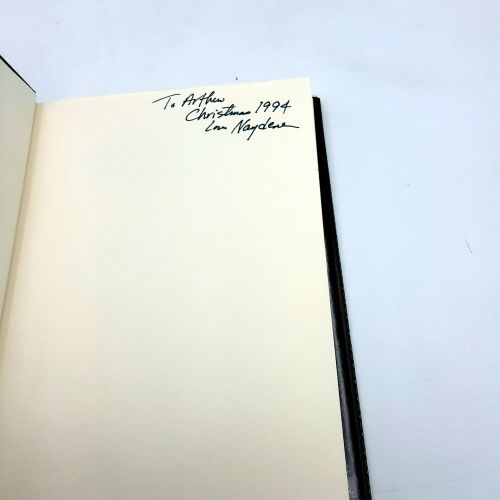 To Arthur
Christmas 1994
Love Naydene